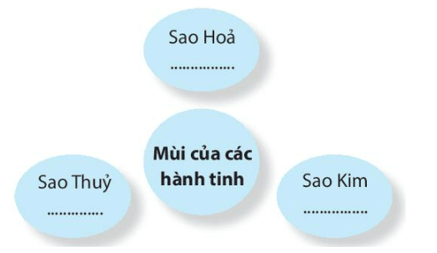 Sao Hoả
................
Mùi của các
hành tinh
Sao Thuỷ
..............
Sao Kim
................